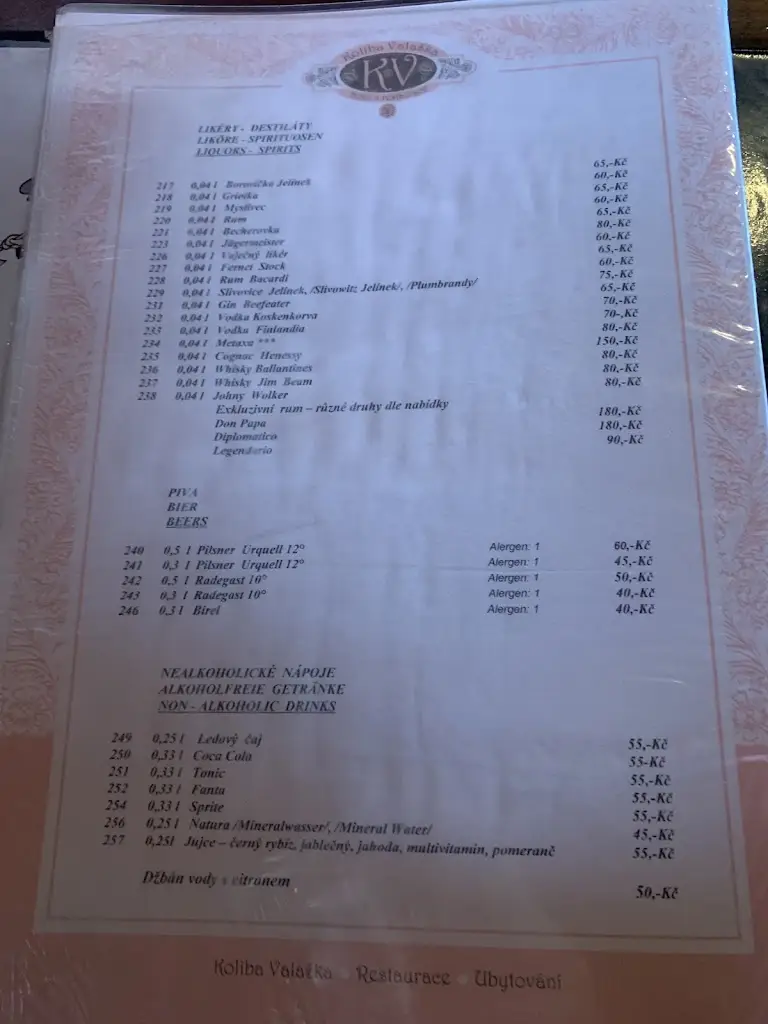 Koliba Valaška
KV
LIKÉRY - DESTILÁTY
LIKÖRE - SPIRITUOSEN
LIQUORS - SPIRITS
217 0,04 l Borovička Jelínek 65,-Kč
218 0,04 l Griotka 60,-Kč
219 0,04 l Myslivec 65,-Kč
220 0,04 l Rum 60,-Kč
221 0,04 l Becherovka 65,-Kč
223 0,04 l Jägermeister 80,-Kč
226 0,04 l Vaječný likér 60,-Kč
227 0,04 l Fernet Stock 65,-Kč
228 0,04 l Rum Bacardi 60,-Kč
229 0,04 l Slivovice Jelínek, /Slivowitz Jelínek/, /Plumbrandy/ 75,-Kč
231 0,04 l Gin Beefeater 65,-Kč
232 0,04 l Vodka Koskenkorva 70,-Kč
233 0,04 l Vodka Finlandia 70-,Kč
234 0,04 l Metaxa *** 80,-Kč
235 0,04 l Cognac Henessy 150,-Kč
236 0,04 l Whisky Ballantines 80,-Kč
237 0,04 l Whisky Jim Beam 80,-Kč
238 0,04 l Johny Wolker 80,-Kč
Exkluzivní rum – různé druhy dle nabídky
Don Papa 180,-Kč
Diplomatico 180,-Kč
Legendario 90,-Kč
PIVA
BIER
BEERS
240 0,5 l Pilsner Urquell 12° Alergen: 1 60,-Kč
241 0,3 l Pilsner Urquell 12° Alergen: 1 45,-Kč
242 0,5 l Radegast 10° Alergen: 1 50,-Kč
243 0,3 l Radegast 10° Alergen: 1 40,-Kč
246 0,3 l Birel Alergen: 1 40,-Kč
NEALKOHOLICKÉ NÁPOJE
ALKOHOLFREIE GETRÄNKE
NON - ALKOHOLIC DRINKS
249 0,25 l Ledový čaj 55,-Kč
250 0,33 l Coca Cola 55-Kč
251 0,33 l Tonic 55,-Kč
252 0,33 l Fanta 55,-Kč
254 0,33 l Sprite 55,-Kč
256 0,25 l Natura /Mineralwasser/, /Mineral Water/ 45,-Kč
257 0,25l Jujce – černý rybíz, jablečný, jahoda, multivitamin, pomeranč 55,-Kč
Džbán vody s citronem 50,-Kč
Koliba Valaška Restaurace Ubytování